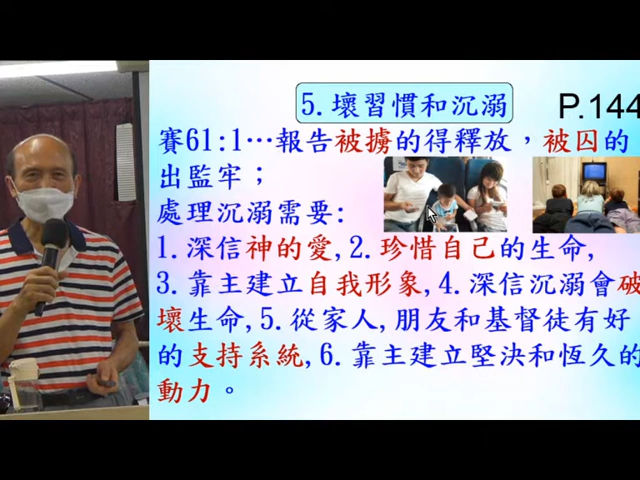 5.壞習慣和沉溺
P.144
賽61:1…報告被擄的得釋放，被囚的
出監牢；
處理沉溺需要:
1.深信神的愛,2.珍惜自己的生命,
3.靠主建立自我形象,4.深信沉溺會破
壞生命,5.從家人,朋友和基督徒有好
的支持系統,6.靠主建立堅決和恆久的
動力。